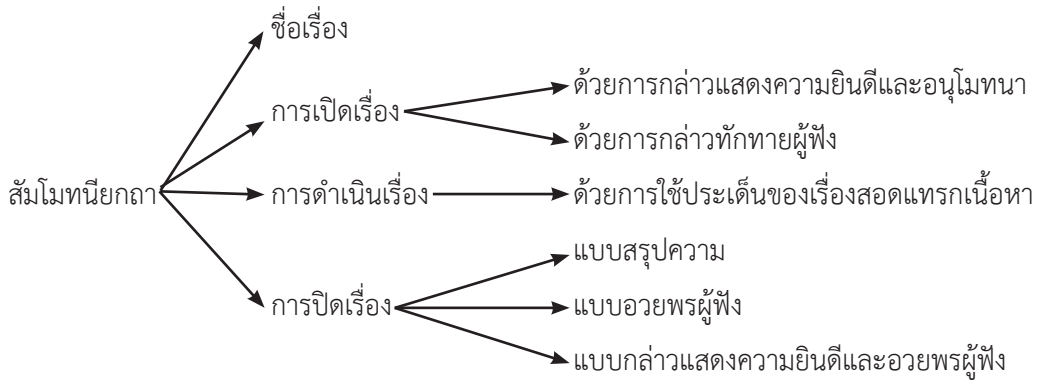 ชื่อเรื่อง
ด้วยการกล่าวแสดงความยินดีและอนุโมทนา
การเปิดเรื่อง
ด้วยการกล่าวทักทายผู้ฟัง
สัมโมทนียกถา
การดำเนินเรื่อง
ด้วยการใช้ประเด็นของเรื่องสอดแทรกเนื้อหา
แบบสรุปความ
การปิดเรื่อง
แบบอวยพรผู้ฟัง
แบบกล่าวแสดงความยินดีและอวยพรผู้ฟัง